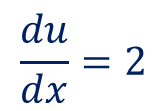 du/dx = 2